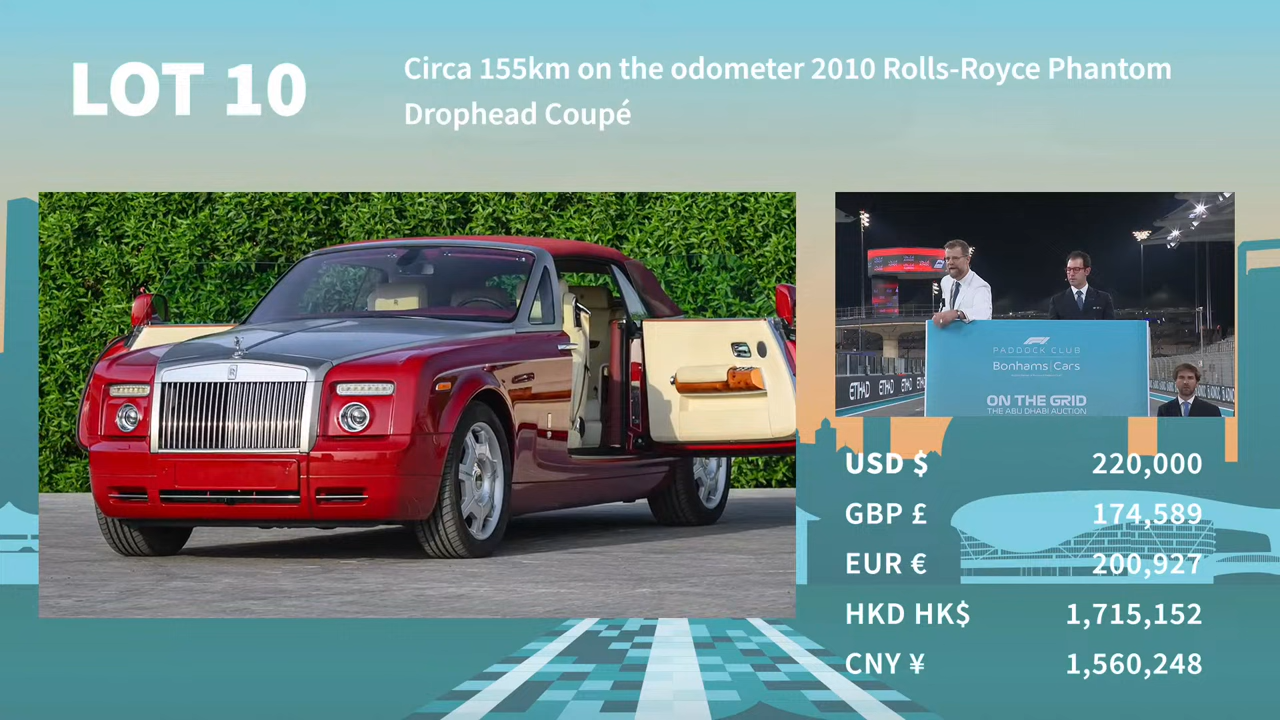 LOT 10
Circa 155km on the odometer 2010 Rolls-Royce Phantom
Drophead Coupé
PADDOCK CLUB
Bonhams|Cars
ON THE GRID
THE ABU DHABI AUCTION
ETIHAD
ETIHAD
USD $ 220,000
GBP £ 174,589
EUR € 200,927
HKD HK$ 1,715,152
CNY ¥ 1,560,248